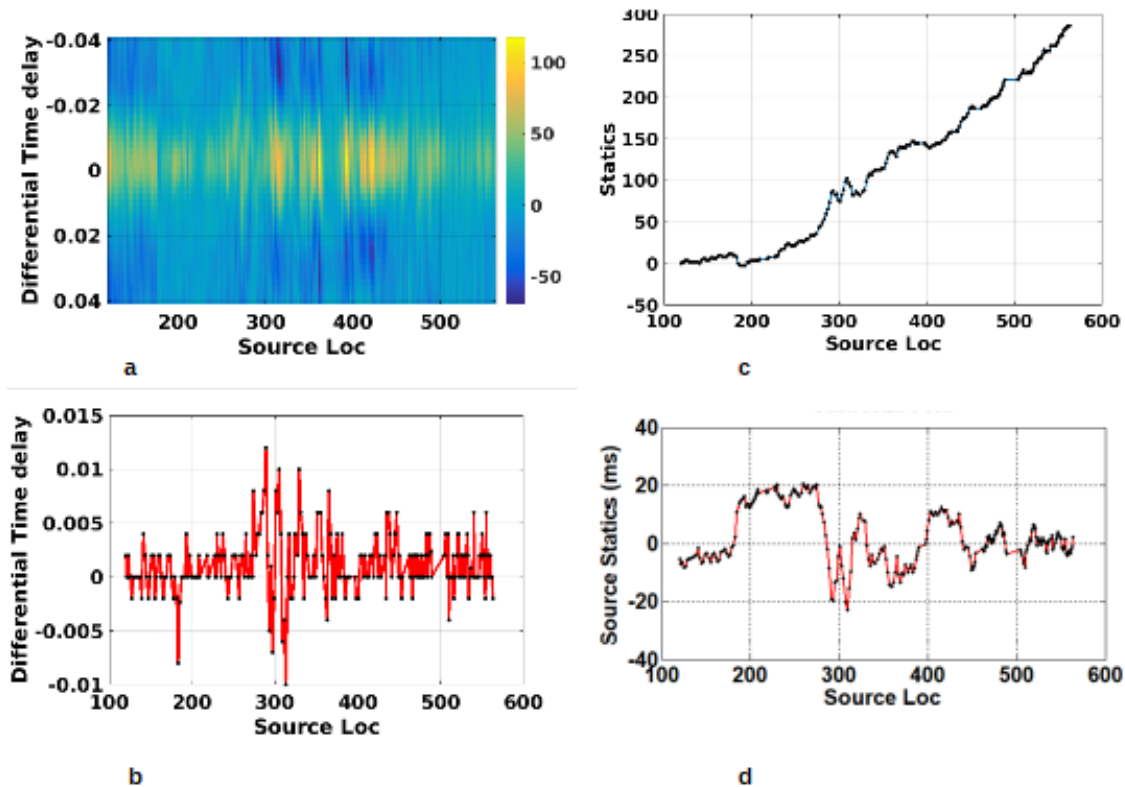 -0.04
-0.02
0
0.02
0.04
Differential Time delay
200 300 400 500
Source Loc
100
50
0
-50
a
300
250
200
150
100
50
0
-50
Statics
100 200 300 400 500 600
Source Loc
c
0.015
0.01
0.005
0
-0.005
-0.01
Differential Time delay
100 200 300 400 500 600
Source Loc
b
40
20
0
-20
-40
Source Statics (ms)
100 200 300 400 500 600
Source Loc
d